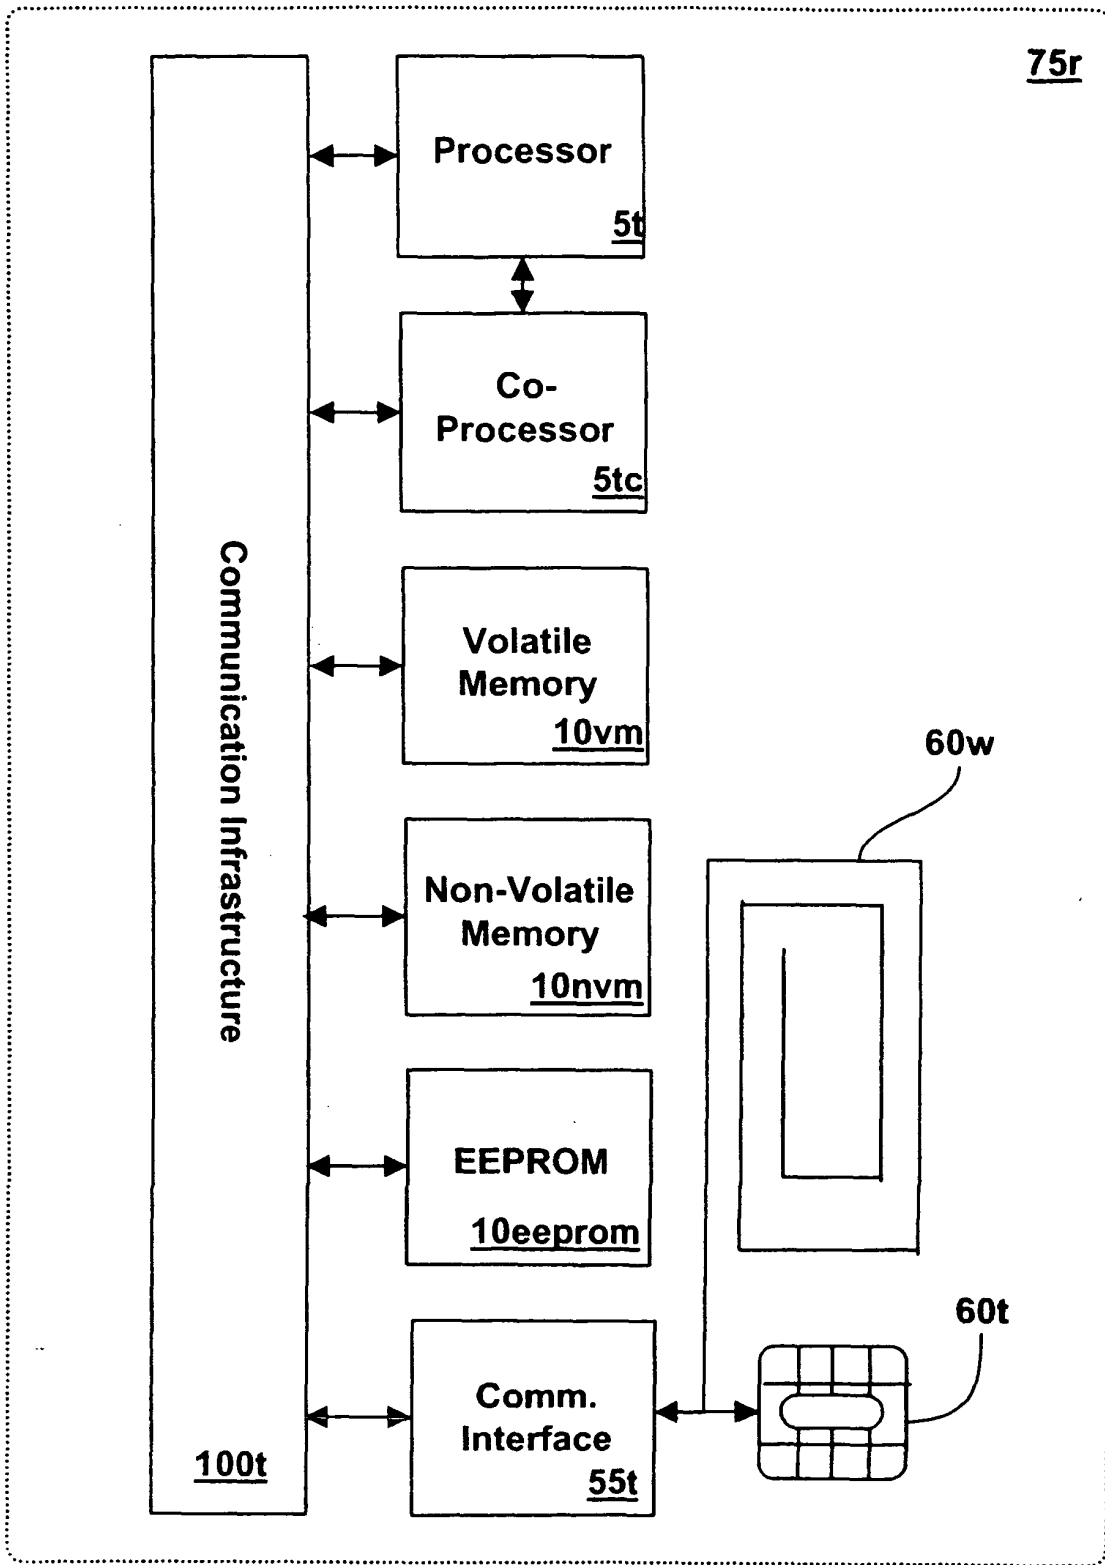 75r
Processor
5t
Co-
Processor
5tc
Communication Infrastructure
100t
Volatile
Memory
10vm
Non-Volatile
Memory
10nvm
EEPROM
10eeprom
Comm.
Interface
55t
60w
60t